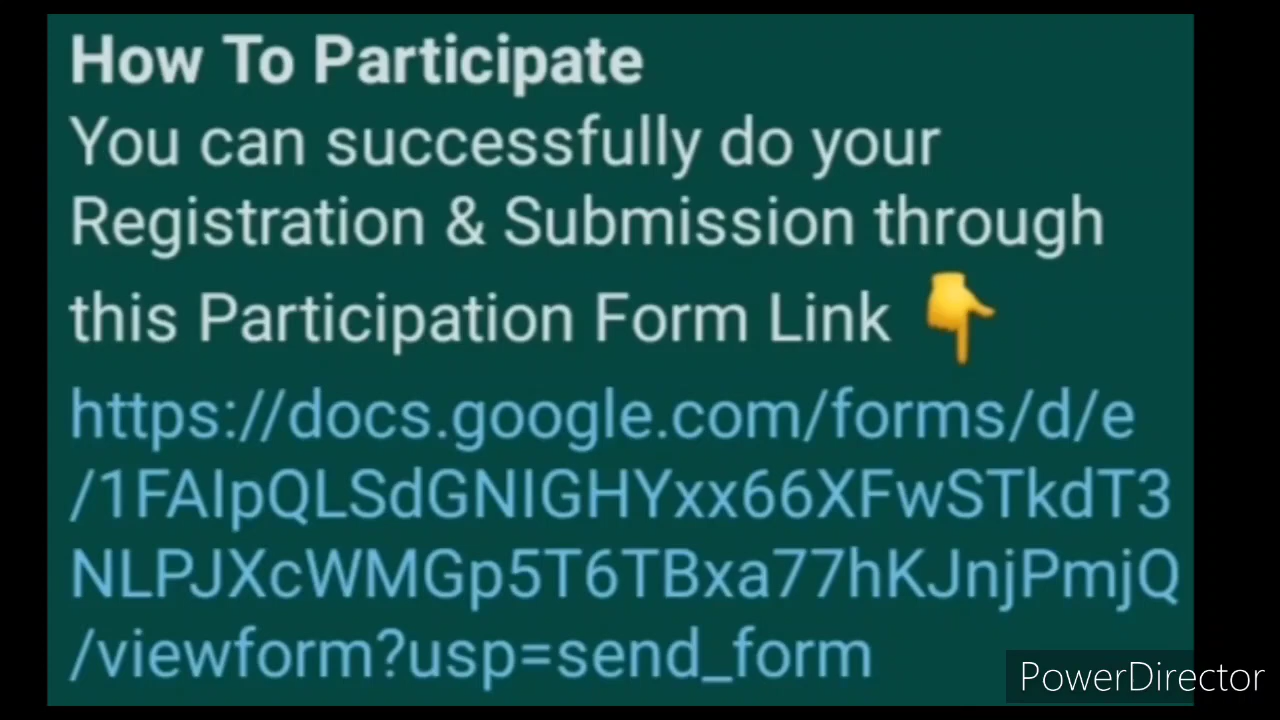 How To Participate
You can successfully do your
Registration & Submission through
this Participation Form Link 👇
https://docs.google.com/forms/d/e
/1FAIpQLSdGNIGHYxx66XFwSTkdT3
NLPJXcWMGp5T6TBxa77hKJnjPmjQ
/viewform?usp=send_form
PowerDirector